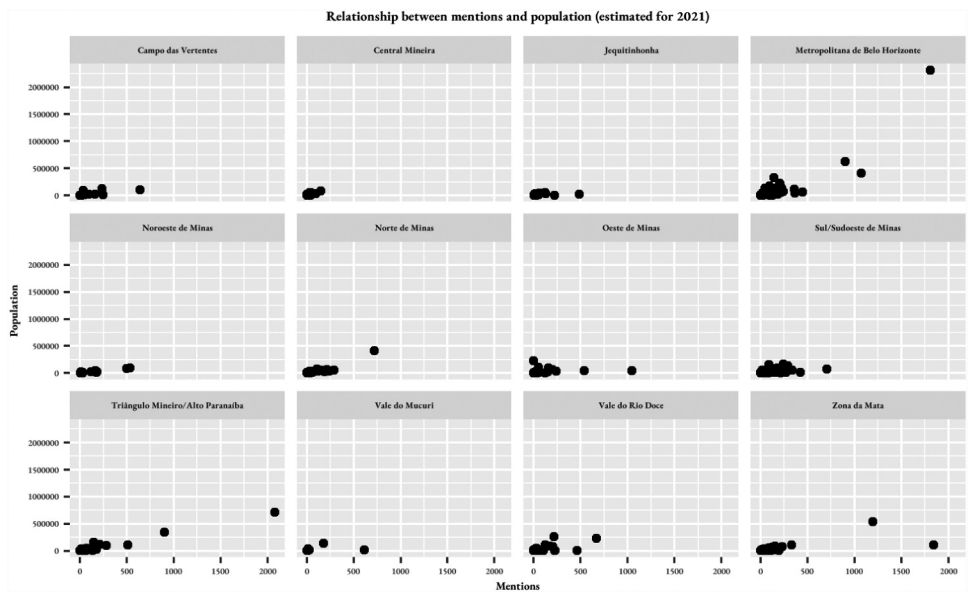 Relationship between mentions and population (estimated for 2021)
Campo das Vertentes
Central Mineira
Jequitinhonha
Metropolitana de Belo Horizonte
2000000
1500000
1000000
500000
0
Noroeste de Minas
Norte de Minas
Oeste de Minas
Sul/Sudoeste de Minas
2000000
1500000
1000000
500000
0
Population
Triângulo Mineiro/Alto Paranaíba
Vale do Mucuri
Vale do Rio Doce
Zona da Mata
2000000
1500000
1000000
500000
0
0 500 1000 1500 2000
0 500 1000 1500 2000
0 500 1000 1500 2000
0 500 1000 1500 2000
Mentions